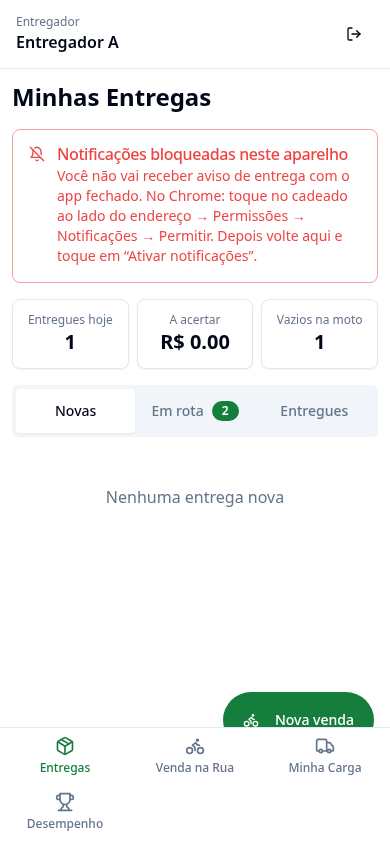 Entregador
Entregador A
Minhas Entregas
Notificações bloqueadas neste aparelho
Você não vai receber aviso de entrega com o
app fechado. No Chrome: toque no cadeado
ao lado do endereço → Permissões →
Notificações → Permitir. Depois volte aqui e
toque em “Ativar notificações”.
Entregues hoje
1
A acertar
R$ 0.00
Vazios na moto
1
Novas
Em rota 2
Entregues
Nenhuma entrega nova
Nova venda
Entregas
Venda na Rua
Minha Carga
Desempenho